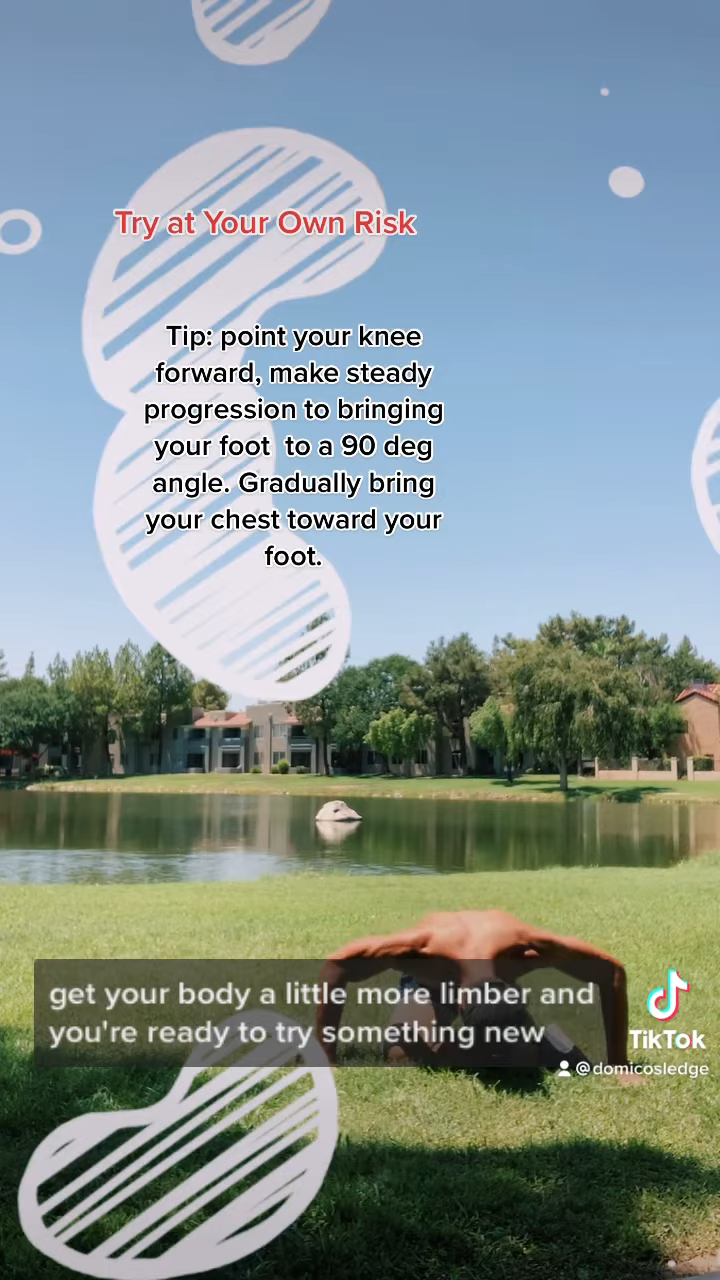 Try at Your Own Risk
Tip: point your knee
forward, make steady
progression to bringing
your foot to a 90 deg
angle. Gradually bring
your chest toward your
foot.
get your body a little more limber and
you're ready to try something new
TikTok
@domicosledge